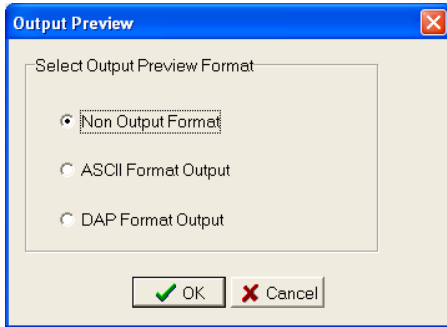 Output Preview
Select Output Preview Format
Non Output Format
ASCII Format Output
DAP Format Output
OK Cancel